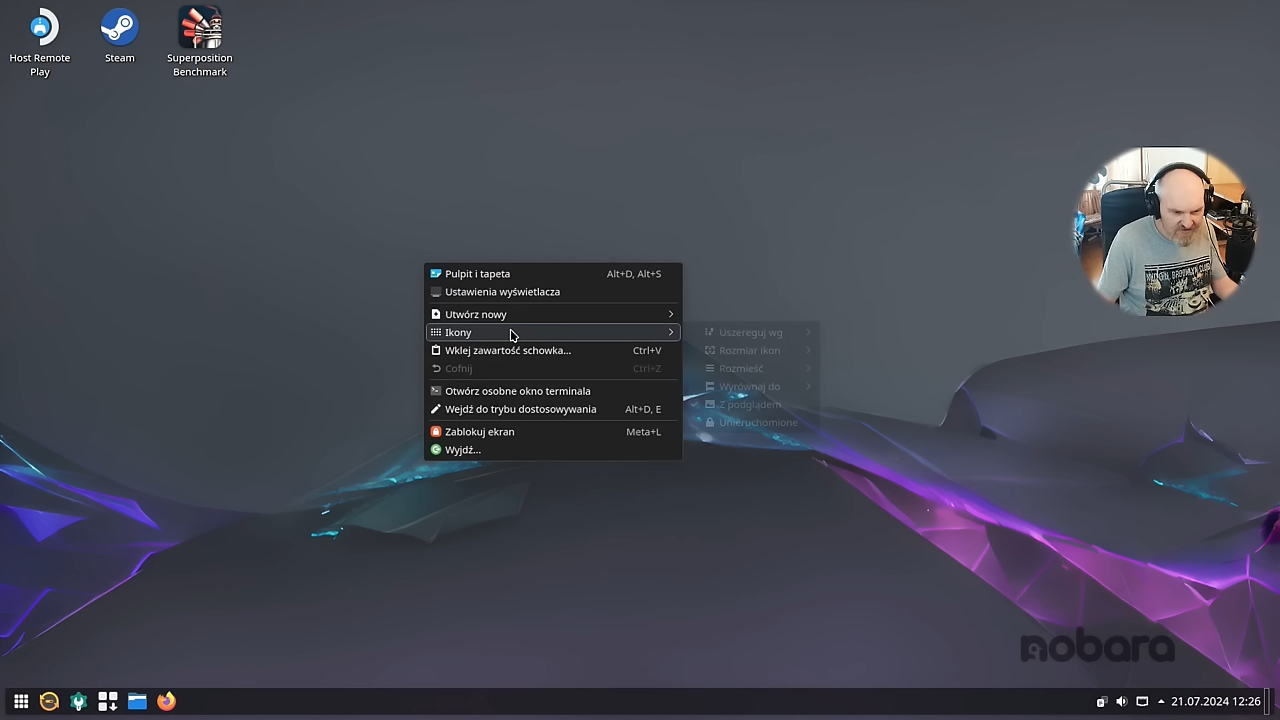 Host Remote
Play
Steam
Superposition
Benchmark
Pulpit i tapeta Alt+D, Alt+S
Ustawienia wyświetlacza
Utwórz nowy
Ikony
Wklej zawartość schowka... Ctrl+V
Cofnij Ctrl+Z
Otwórz osobne okno terminala
Wejdź do trybu dostosowywania Alt+D, E
Zablokuj ekran Meta+L
Wyjdź...
Uszereguj wg
Rozmiar ikon
Rozmieść
Wyrównaj do
Z podglądem
Unieruchomione
nobara
21.07.2024 12:26